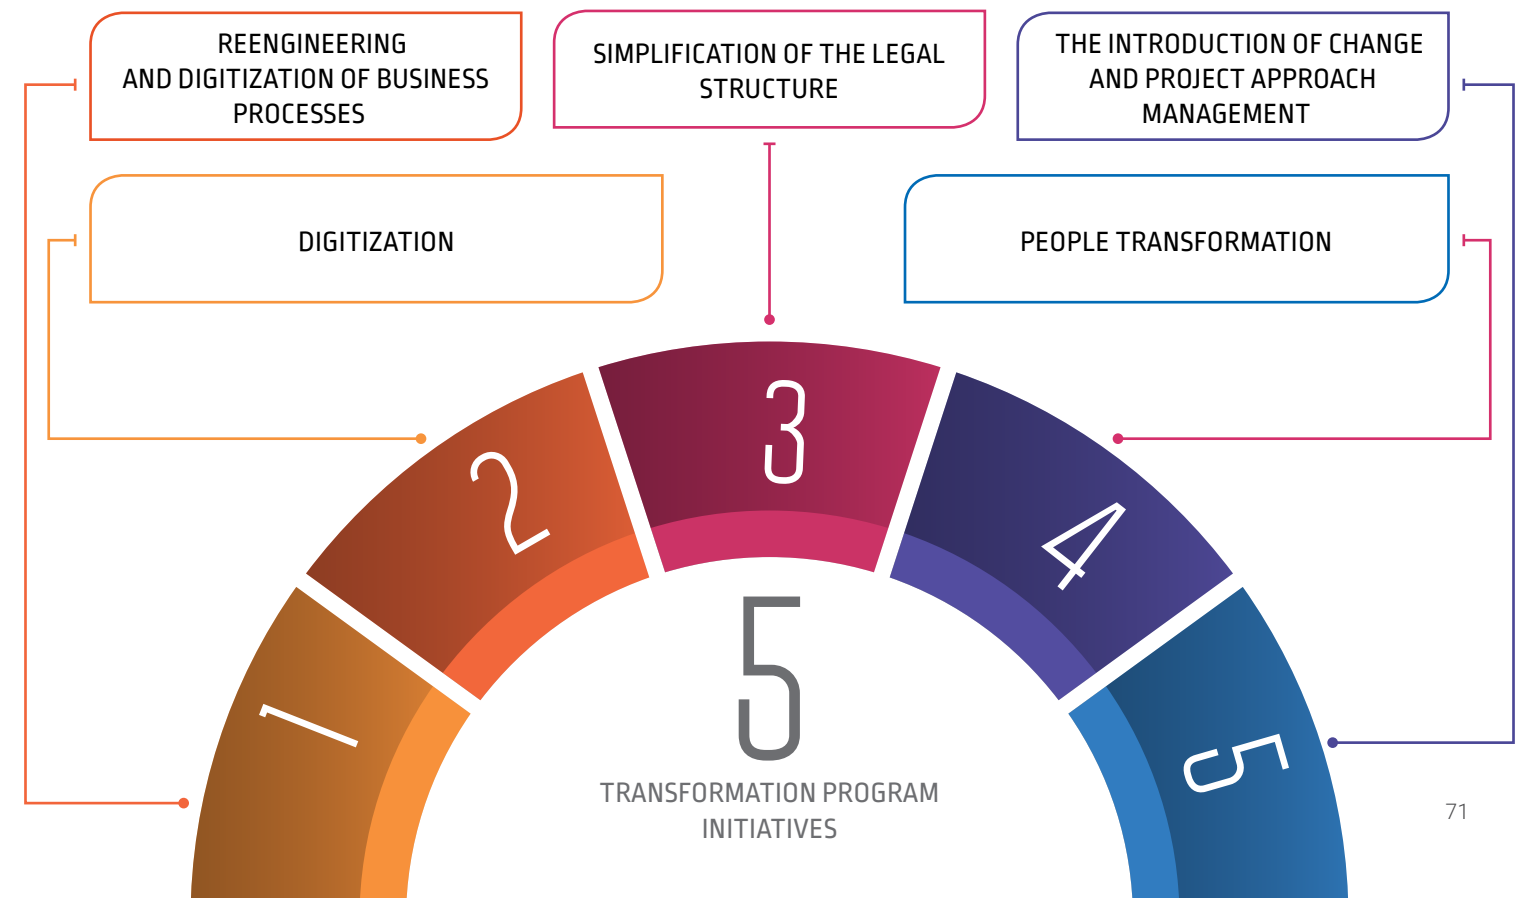 REENGINEERING
AND DIGITIZATION OF BUSINESS
PROCESSES
SIMPLIFICATION OF THE LEGAL
STRUCTURE
THE INTRODUCTION OF CHANGE
AND PROJECT APPROACH
MANAGEMENT
DIGITIZATION
PEOPLE TRANSFORMATION
1
2
3
4
5
5
TRANSFORMATION PROGRAM
INITIATIVES
71